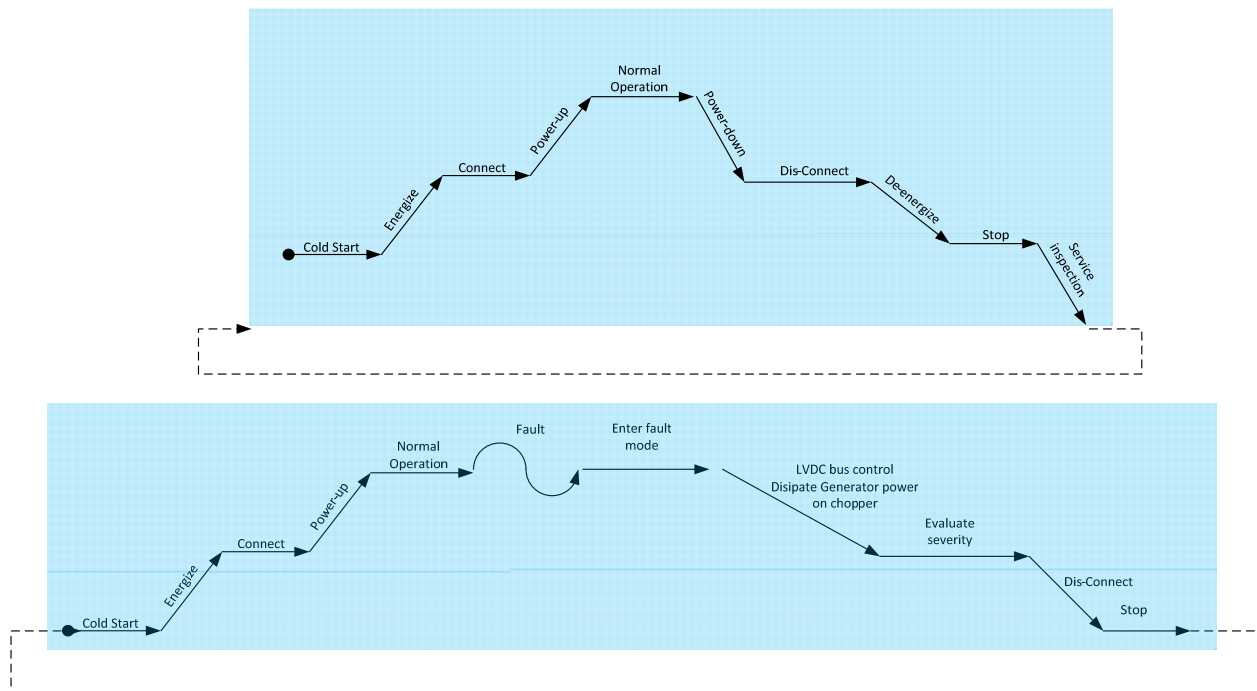 Normal
Operation
Power-up
Power-down
Connect
Dis-Connect
Energize
De-energize
Cold Start
Stop
Service
inspection
Fault
Enter fault
mode
Normal
Operation
LVDC bus control
Disipate Generator power
on chopper
Power-up
Evaluate
severity
Connect
Energize
Dis-Connect
Cold Start
Stop